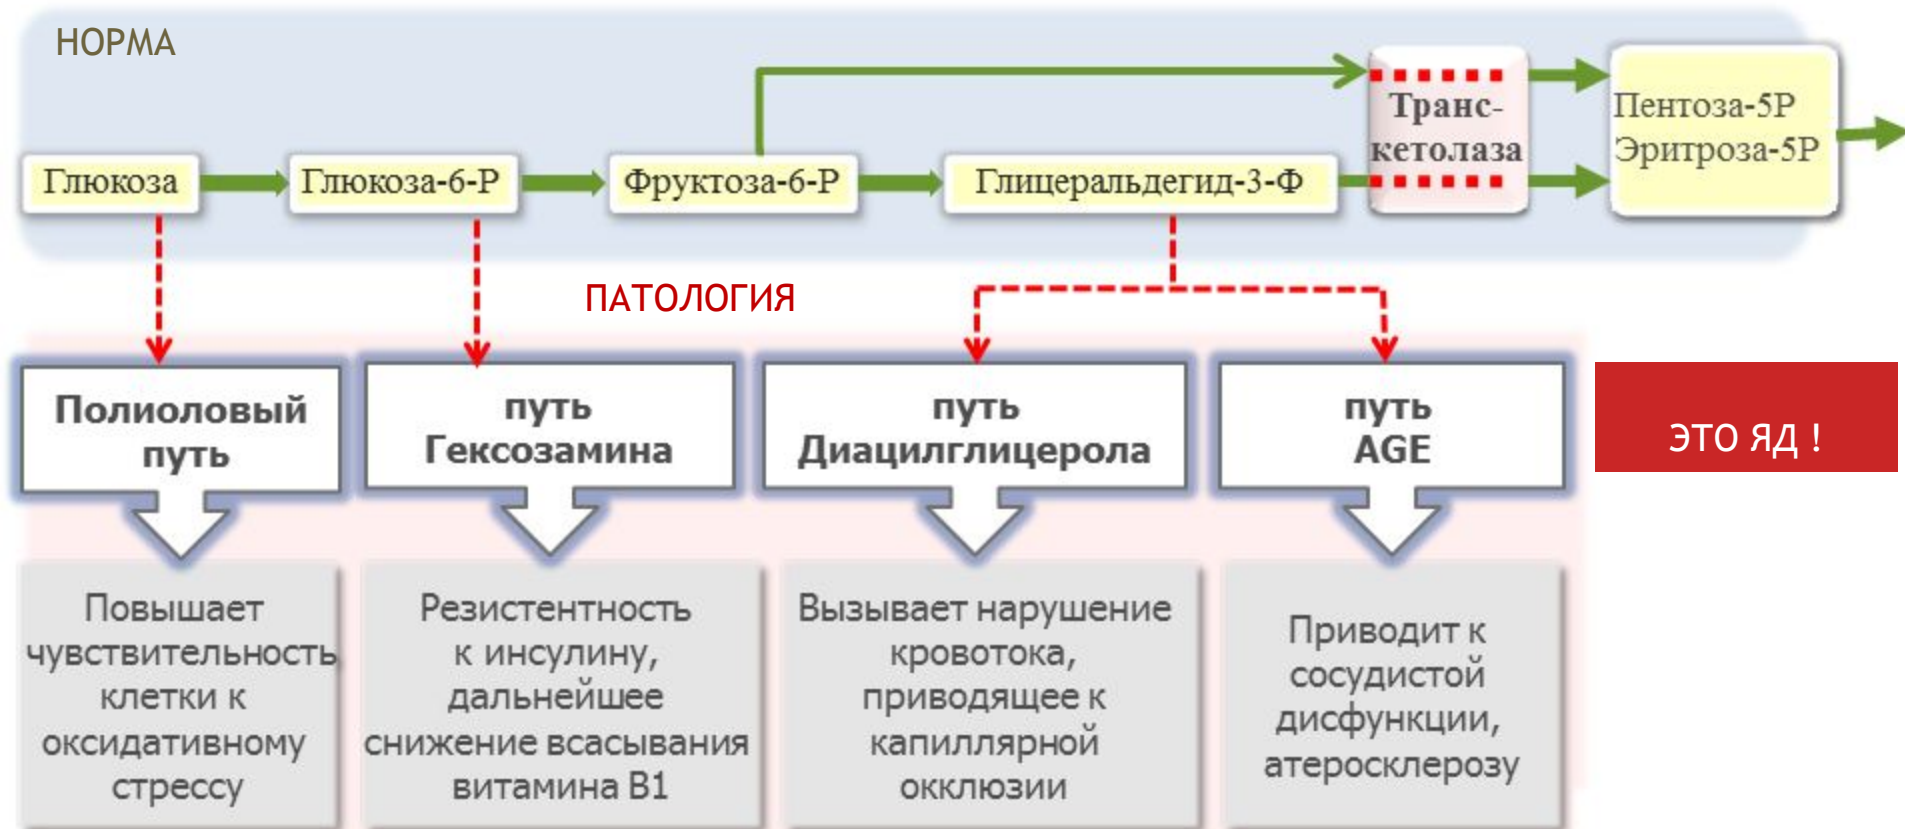 НОРМА
Транс-
кетолаза
Пентоза-5Р
Эритроза-5Р
Глюкоза
Глюкоза-6-Р
Фруктоза-6-Р
Глицеральдегид-3-Ф
ПАТОЛОГИЯ
Полиоловый
путь
путь
Гексозамина
путь
Диацилглицерола
путь
AGE
ЭТО ЯД !
Повышает
чувствительность
клетки к
оксидативному
стрессу
Резистентность
к инсулину,
дальнейшее
снижение всасывания
витамина В1
Вызывает нарушение
кровотока,
приводящее к
капиллярной
окклюзии
Приводит к
сосудистой
дисфункции,
атеросклерозу